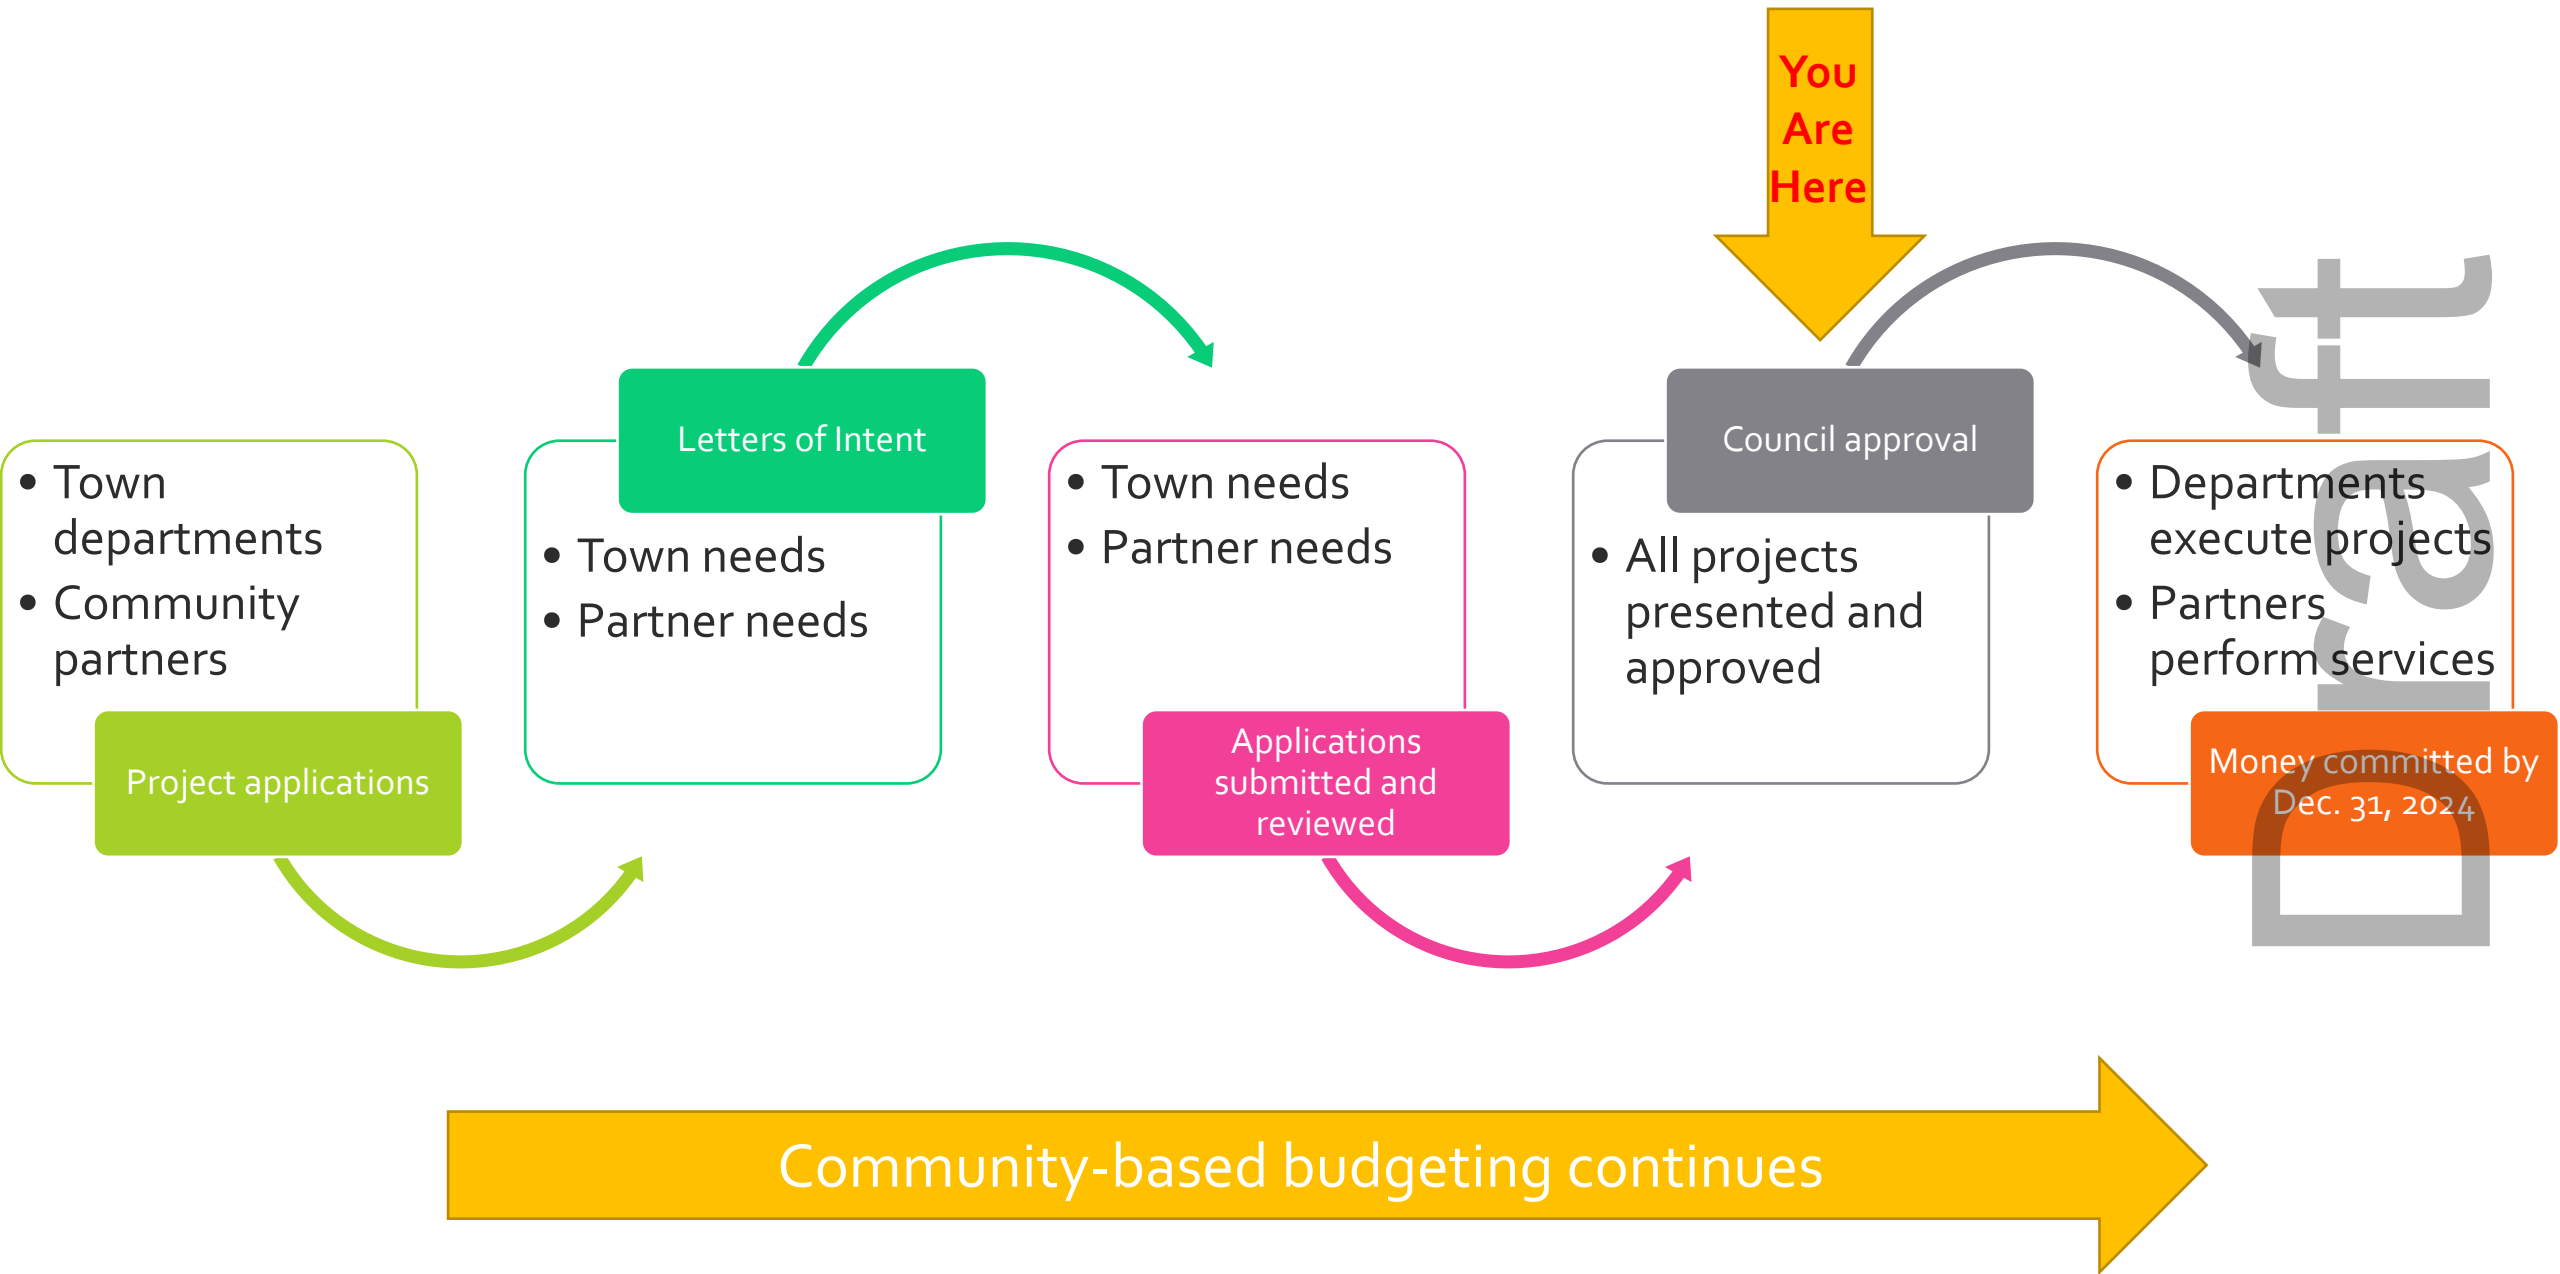 You
Are
Here
• Town
departments
• Community
partners
Project applications
Letters of Intent
• Town needs
• Partner needs
• Town needs
• Partner needs
Applications
submitted and
reviewed
Council approval
• All projects
presented and
approved
• Departments
execute projects
• Partners
perform services
Money committed by
Dec. 31, 2024
Draft
Community-based budgeting continues